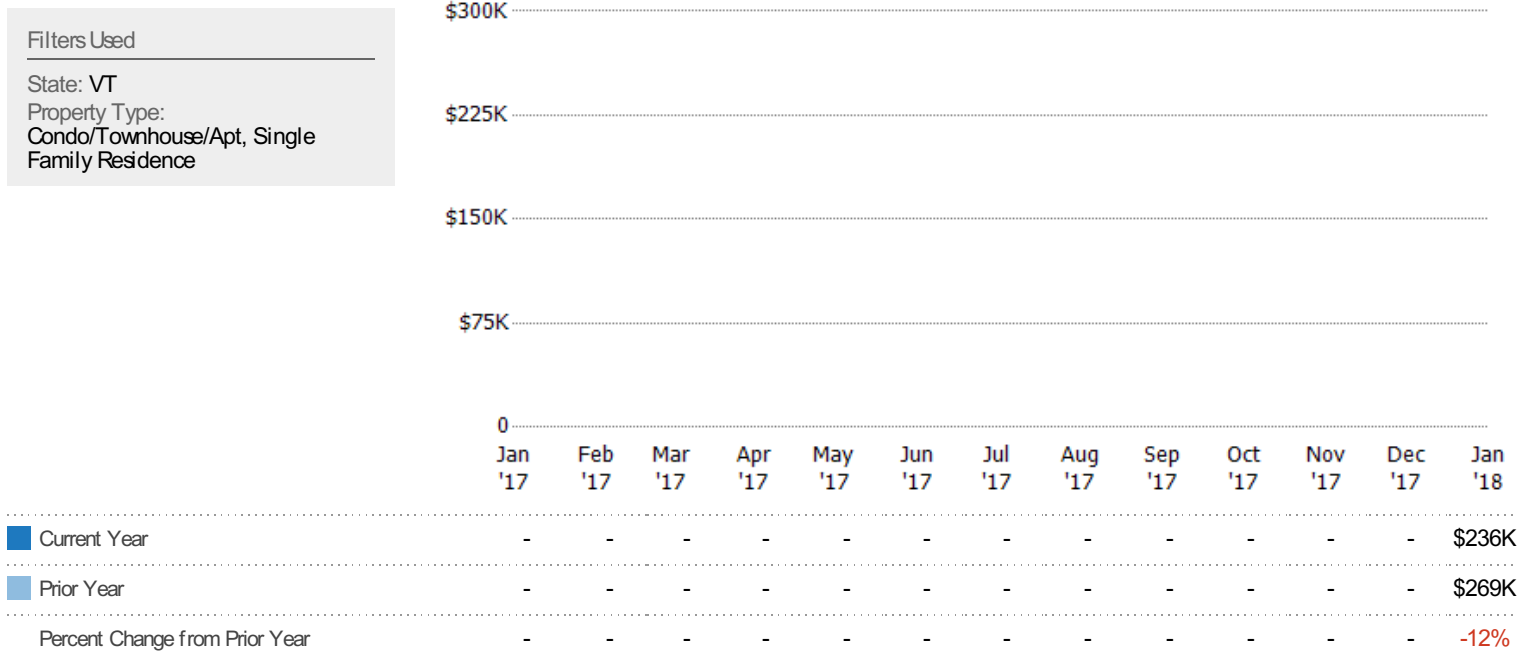 Filters Used
State: VT
Property Type:
Condo/Townhouse/Apt, Single
Family Residence
$300K
$225K
$150K
$75K
0
Jan Feb Mar Apr May Jun Jul Aug Sep Oct Nov Dec Jan
'17 '17 '17 '17 '17 '17 '17 '17 '17 '17 '17 '17 '18
Current Year - - - - - - - - - - - - $236K
Prior Year - - - - - - - - - - - - $269K
Percent Change from Prior Year - - - - - - - - - - - - -12%